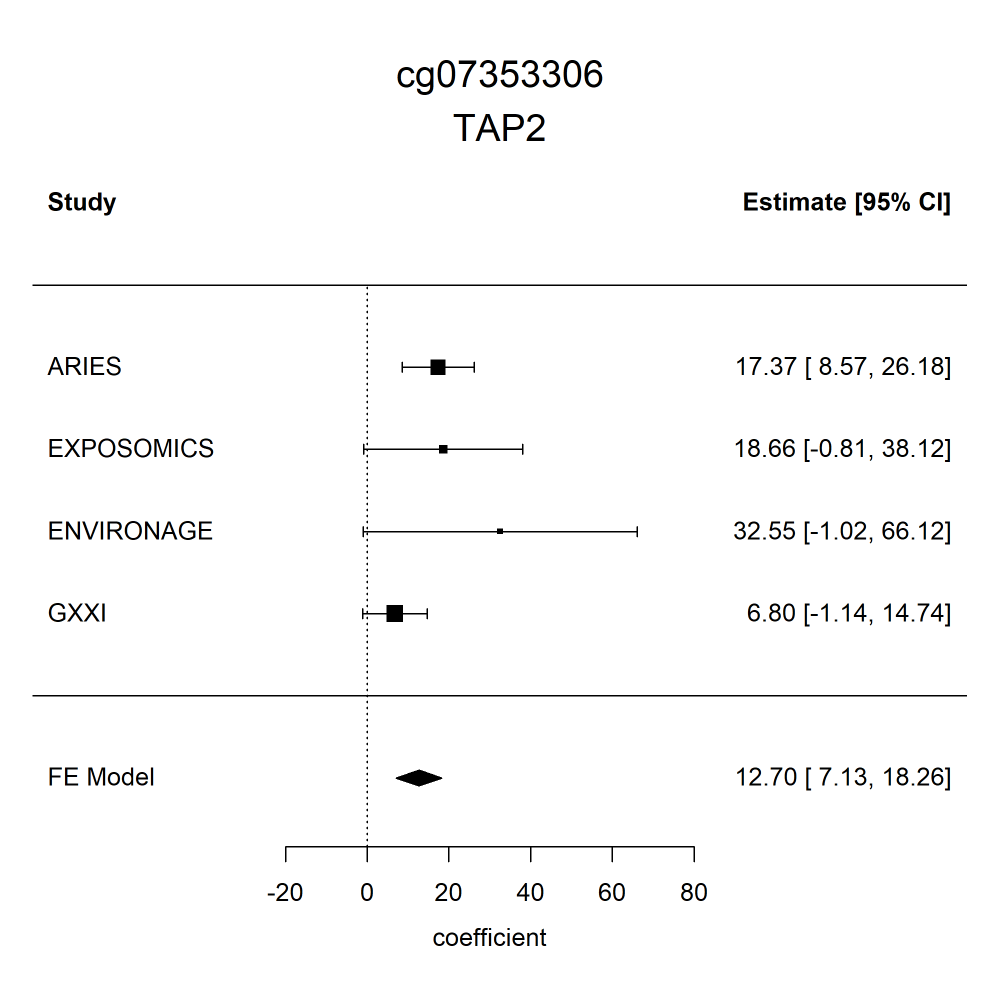 cg07353306
TAP2
Study Estimate [95% CI]
ARIES 17.37 [ 8.57, 26.18]
EXPOSOMICS 18.66 [-0.81, 38.12]
ENVIRONAGE 32.55 [-1.02, 66.12]
GXXI 6.80 [-1.14, 14.74]
FE Model 12.70 [ 7.13, 18.26]
-20 0 20 40 60 80
coefficient